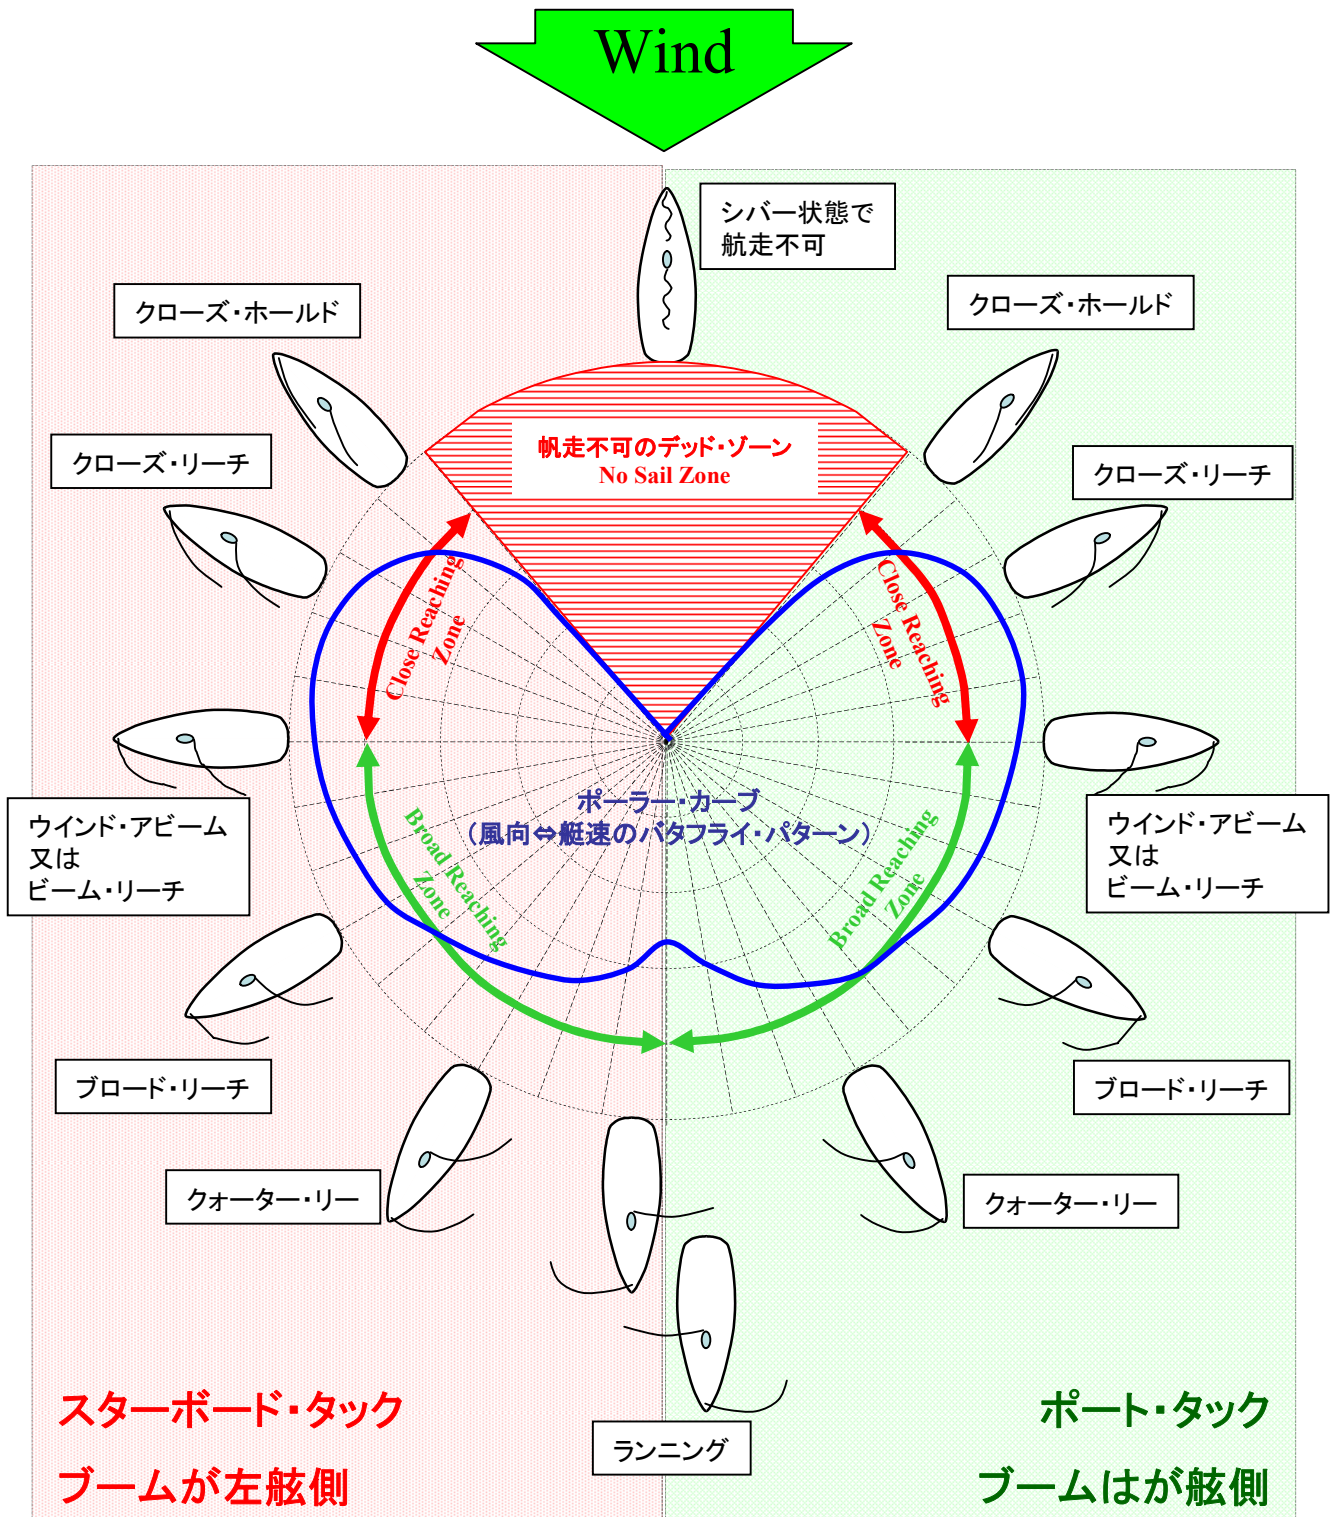 Wind
シバー状態で
航走不可
クローズ・ホールド
クローズ・ホールド
クローズ・リーチ
クローズ・リーチ
帆走不可のデッド・ゾーン
No Sail Zone
Close Reaching
Zone
Close Reaching
Zone
ポーラー・カーブ
（風向⇔艇速のバタフライ・パターン）
Broad Reaching
Zone
Broad Reaching
Zone
ウインド・アビーム
又は
ビーム・リーチ
ウインド・アビーム
又は
ビーム・リーチ
ブロード・リーチ
ブロード・リーチ
クォーター・リー
クォーター・リー
ランニング
スターボード・タック
ブームが左舷側
ポート・タック
ブームはが舷側